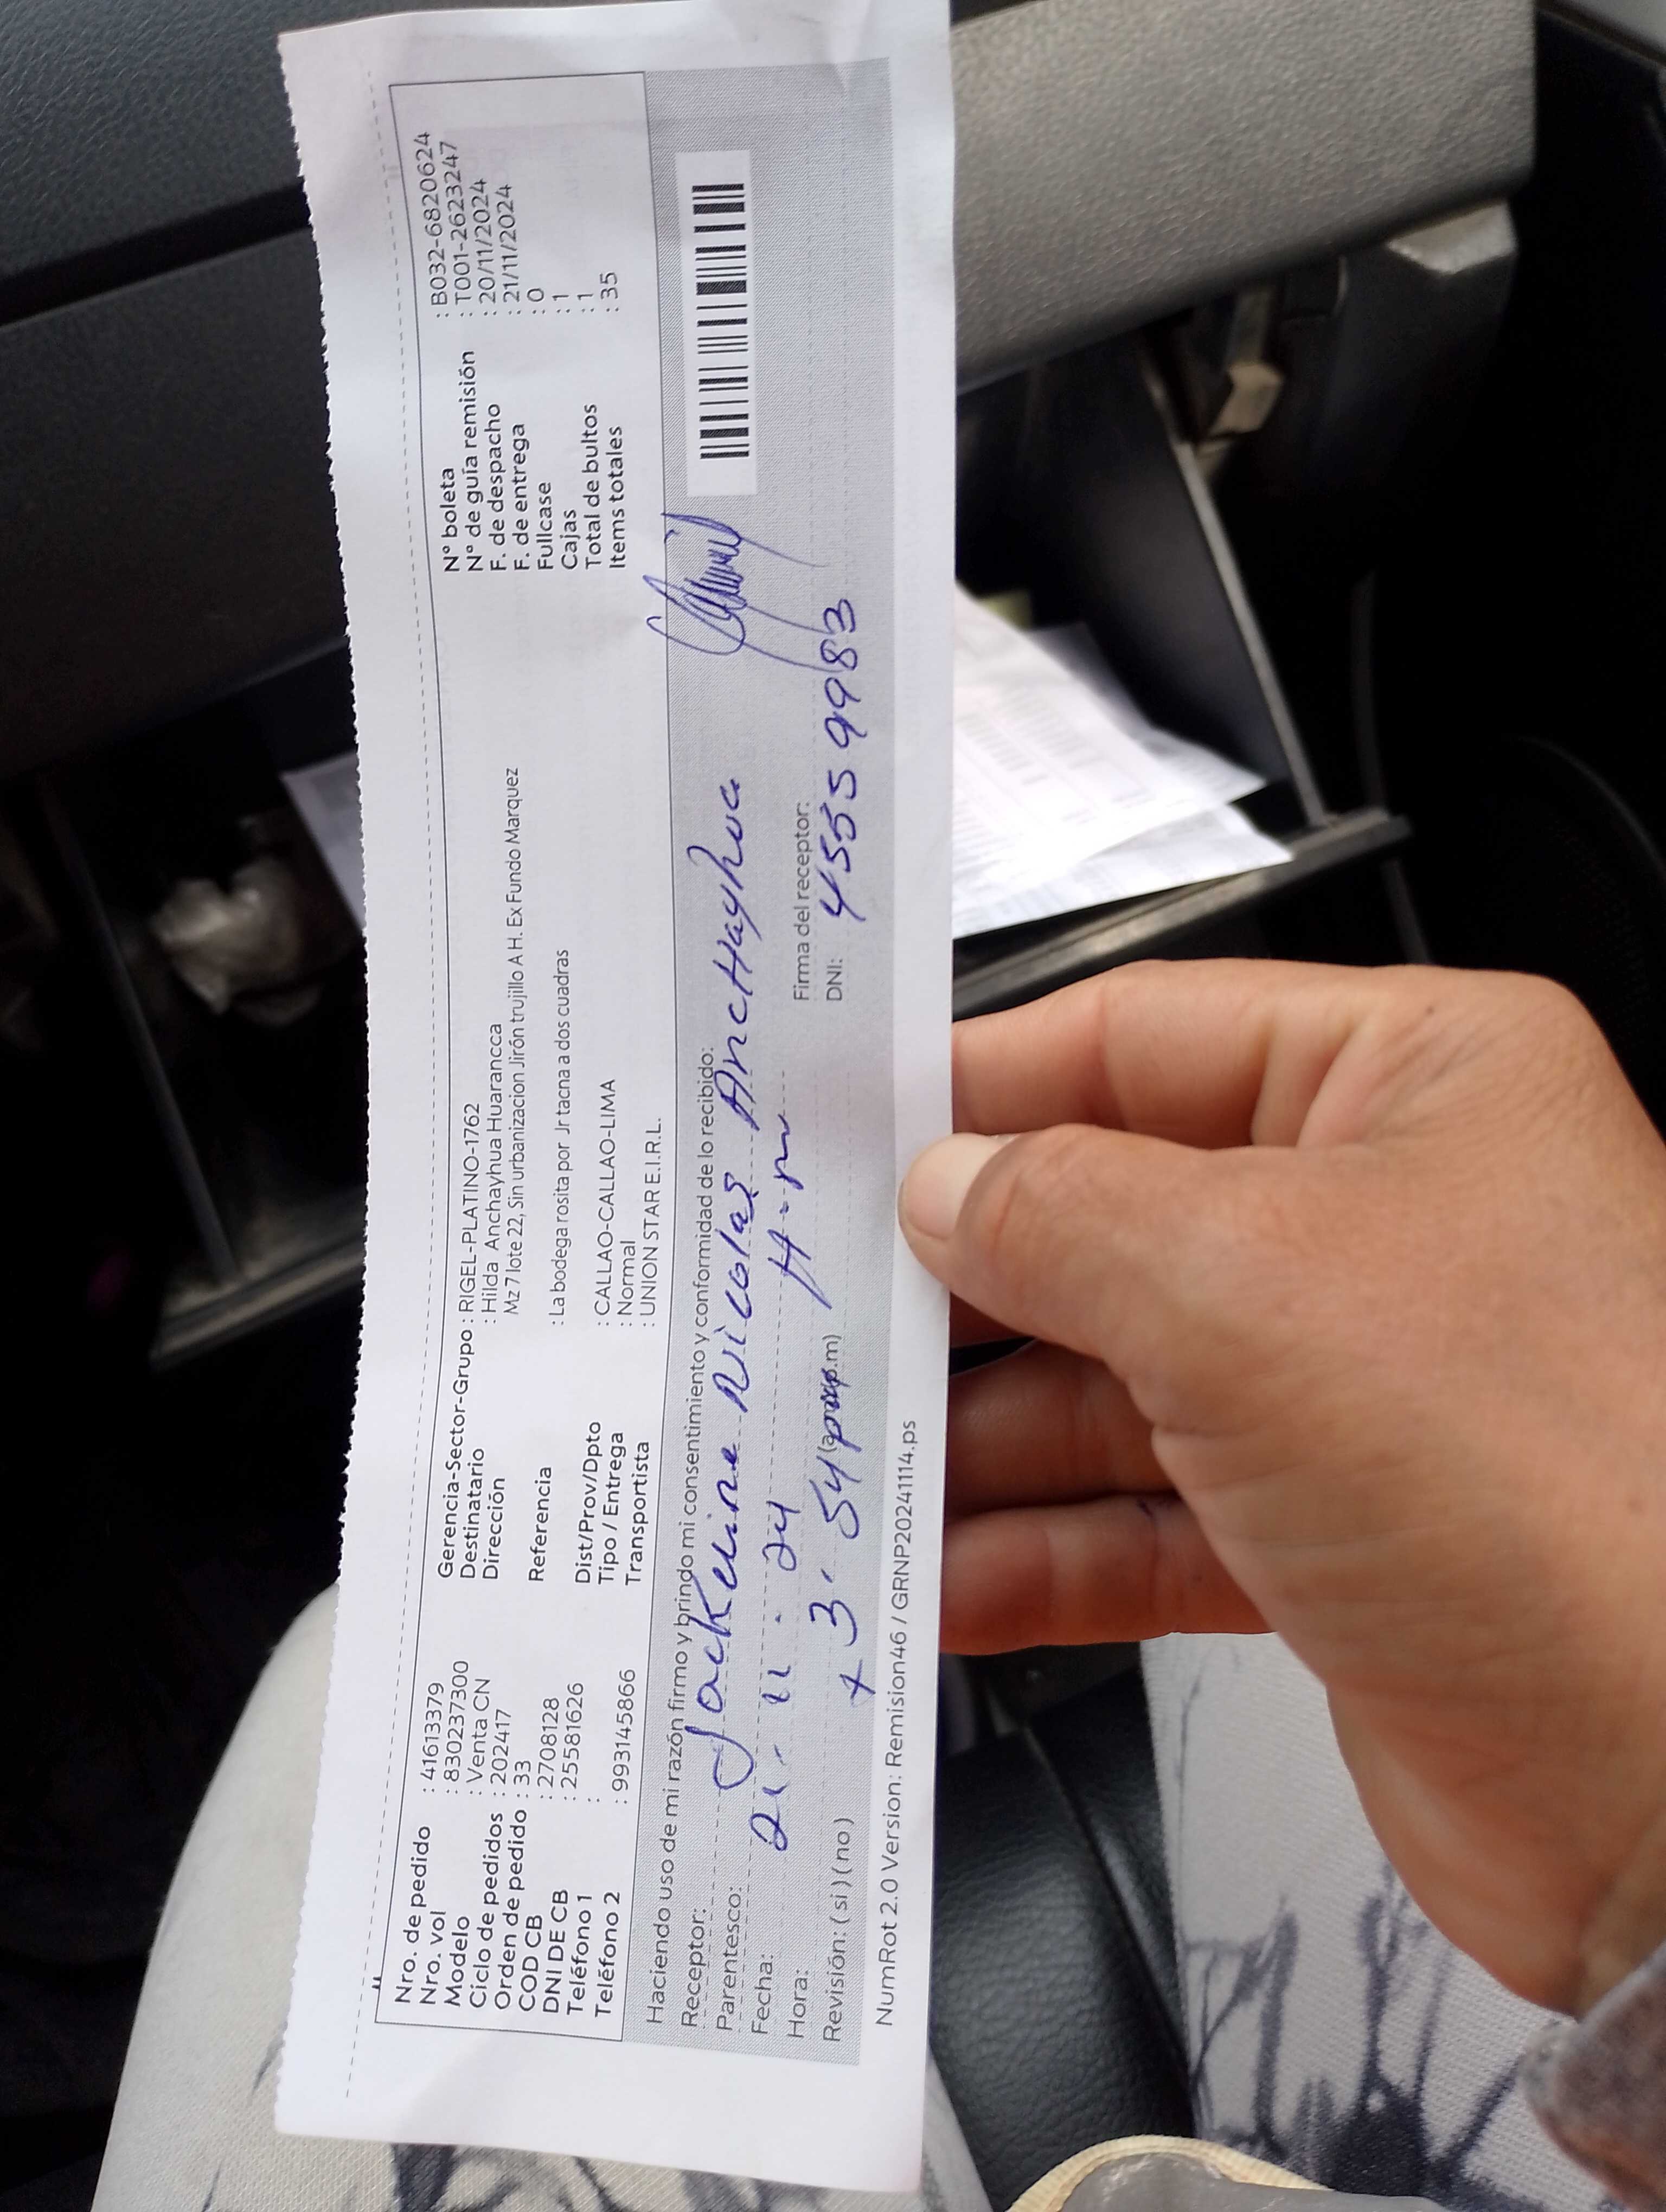 Nro. de pedido : 41613379
Nro. vol : 8302373​00
Modelo : Venta CN
Ciclo de pedidos : 202417
Orden de pedido : 33
COD CB : 2708128
DNI DE CB : 25581626
Teléfono 1 :
Teléfono 2 : 993145866
Gerencia-Sector-Grupo : RIGEL-PLATINO-1762
Destinatario : Hilda Anchayhua Huarancca
Dirección Mz 7 lote 22, Sin urbanizacion Jirón trujillo A H. Ex Fundo Marquez
Referencia : La bodega rosita por Jr tacna a dos cuadras
Dist/Prov/Dpto : CALLAO-CALLAO-LIMA
Tipo / Entrega : Normal
Transportista : UNION STAR E.I.R.L.
N° boleta : B032-6820624
N° de guía remisión : T001-2623247
F. de despacho : 20/11/2024
F. de entrega : 21/11/2024
Fullcase : 0
Cajas : 1
Total de bultos : 1
Items totales : 35
Haciendo uso de mi razón firmo y brindo mi consentimiento y conformidad de lo recibido:
Receptor: Jackeline Nicolas AncHayhua
Parentesco:
Fecha: 21. 11. 24
Hora: + 3. 54
Firma del receptor:
Revisión: ( si ) ( no )
DNI: 45559983
NumRot 2.0 Version: Remision46 / GRNP20241114.ps